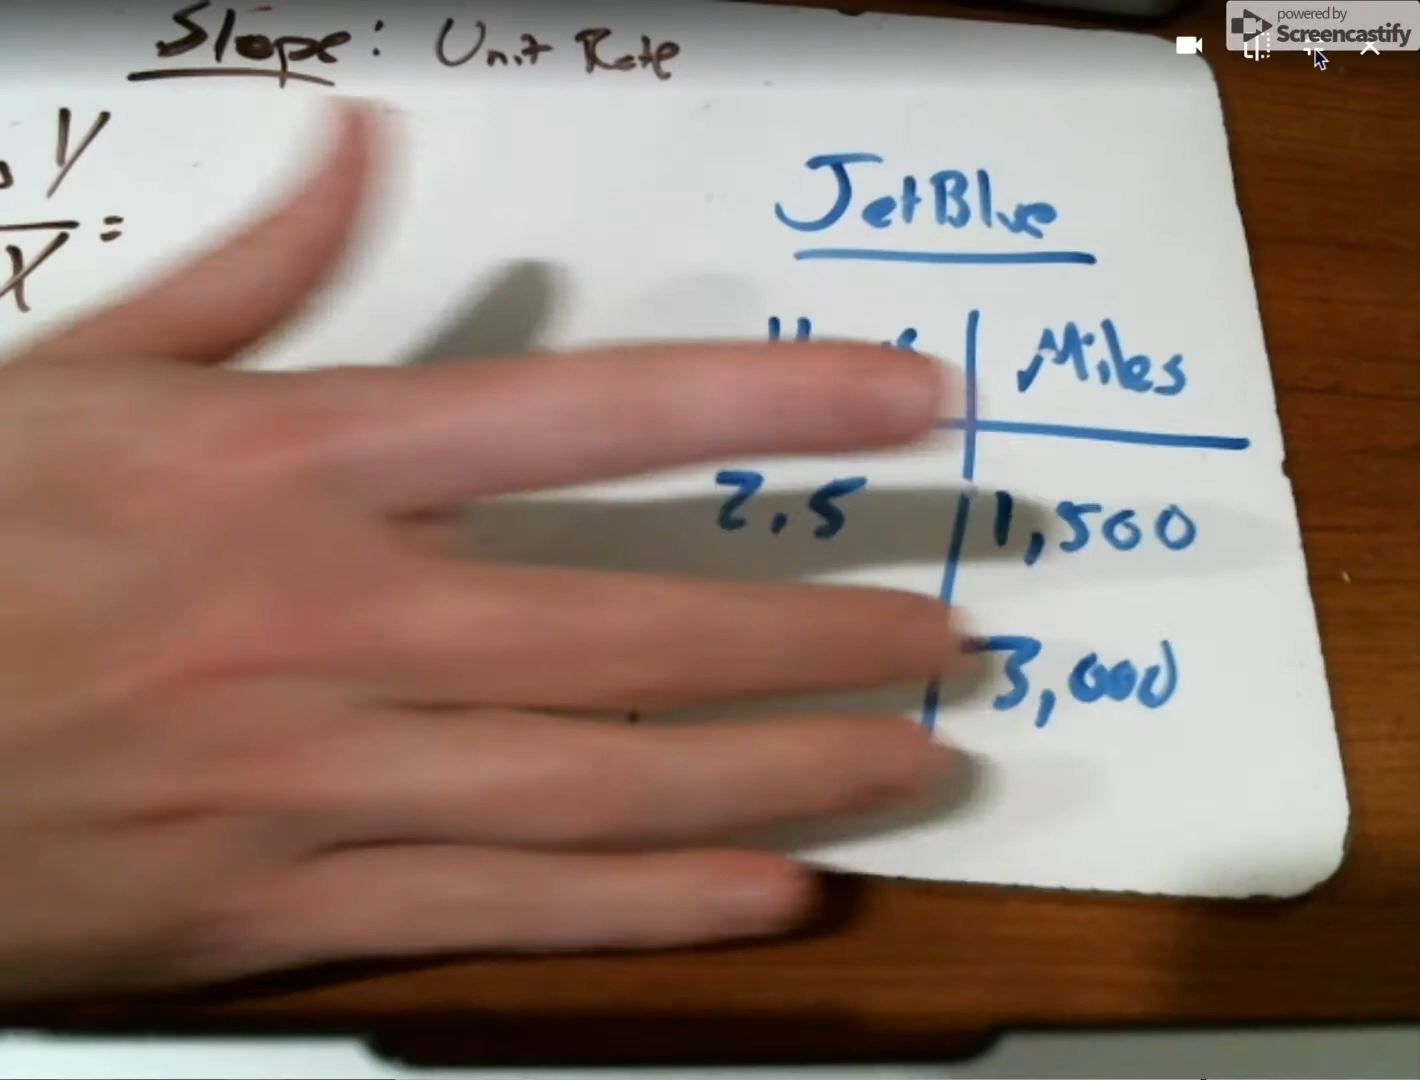 powered by
Screencastify
Slope: Unit Rate
Y
X =
JetBlue
Miles
2.5 1,500
3,000